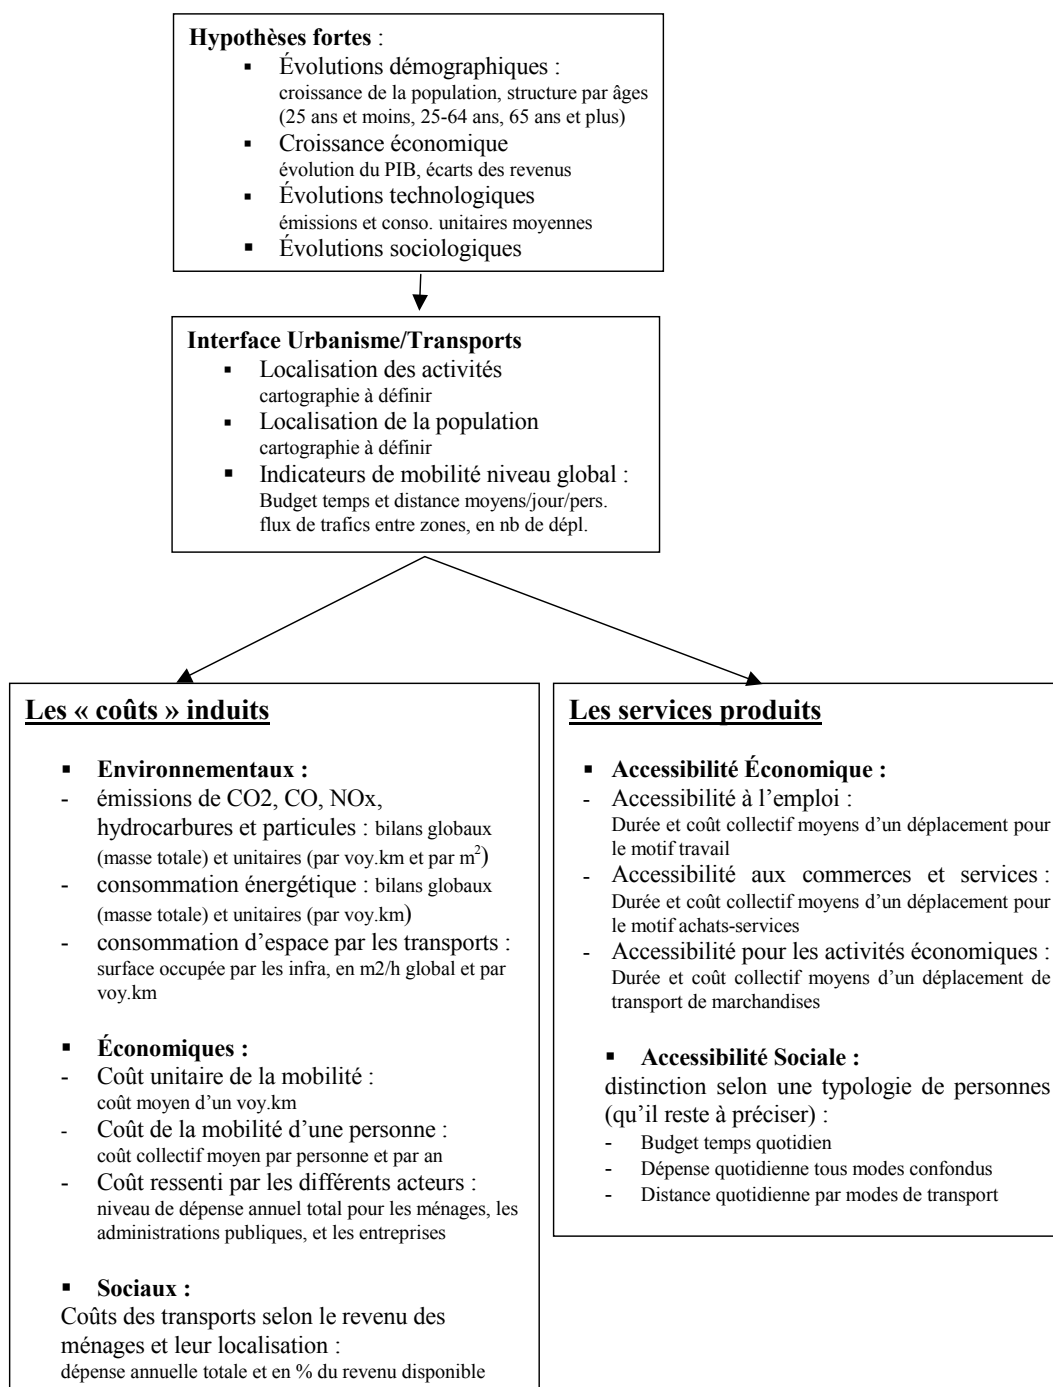 Hypothèses fortes :
▪ Évolutions démographiques :
croissance de la population, structure par âges
(25 ans et moins, 25-64 ans, 65 ans et plus)
▪ Croissance économique
évolution du PIB, écarts des revenus
▪ Évolutions technologiques
émissions et conso. unitaires moyennes
▪ Évolutions sociologiques
Interface Urbanisme/Transports
▪ Localisation des activités
cartographie à définir
▪ Localisation de la population
cartographie à définir
▪ Indicateurs de mobilité niveau global :
Budget temps et distance moyens/jour/pers.
flux de trafics entre zones, en nb de dépl.
Les « coûts » induits
▪ Environnementaux :
- émissions de CO2, CO, NOx,
hydrocarbures et particules : bilans globaux
(masse totale) et unitaires (par voy.km et par m²)
- consommation énergétique : bilans globaux
(masse totale) et unitaires (par voy.km)
- consommation d'espace par les transports :
surface occupée par les infra, en m2/h global et par
voy.km
▪ Économiques :
- Coût unitaire de la mobilité :
coût moyen d'un voy.km
- Coût de la mobilité d'une personne :
coût collectif moyen par personne et par an
- Coût ressenti par les différents acteurs :
niveau de dépense annuel total pour les ménages, les
administrations publiques, et les entreprises
▪ Sociaux :
Coûts des transports selon le revenu des
ménages et leur localisation :
dépense annuelle totale et en % du revenu disponible
Les services produits
▪ Accessibilité Économique :
- Accessibilité à l'emploi :
Durée et coût collectif moyens d'un déplacement pour
le motif travail
- Accessibilité aux commerces et services :
Durée et coût collectif moyens d'un déplacement pour
le motif achats-services
- Accessibilité pour les activités économiques :
Durée et coût collectif moyens d'un déplacement de
transport de marchandises
▪ Accessibilité Sociale :
distinction selon une typologie de personnes
(qu'il reste à préciser) :
- Budget temps quotidien
- Dépense quotidienne tous modes confondus
- Distance quotidienne par modes de transport